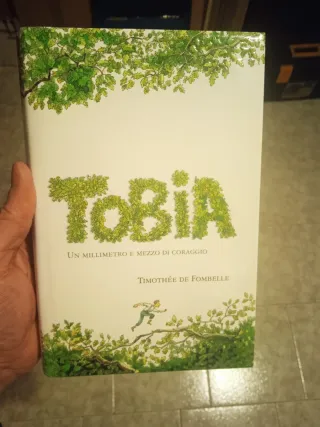 TOBiA
UN MILLIMETRO E MEZZO DI CORAGGIO
TIMOTHÉE DE FOMBELLE